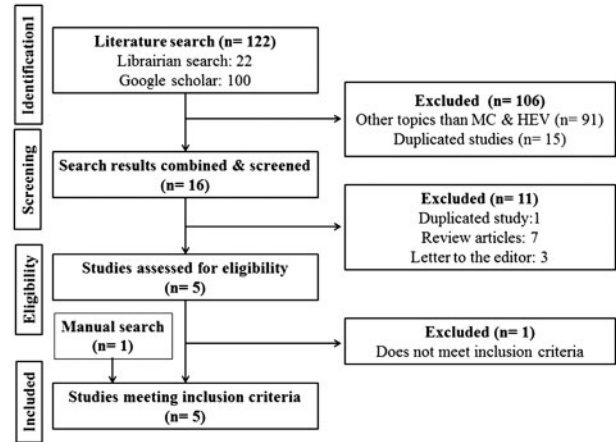 Identification1
Literature search (n= 122)
Librarian search: 22
Google scholar: 100
Excluded (n= 106)
Other topics than MC & HEV (n= 91)
Duplicated studies (n= 15)
Screening
Search results combined & screened
(n= 16)
Excluded (n= 11)
Duplicated study:1
Review articles: 7
Letter to the editor: 3
Eligibility
Studies assessed for eligibility
(n= 5)
Manual search
(n= 1)
Excluded (n= 1)
Does not meet inclusion criteria
Included
Studies meeting inclusion criteria
(n= 5)